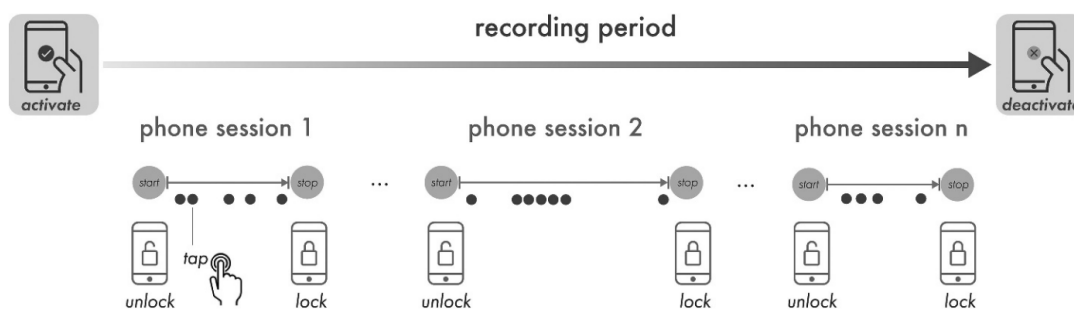 recording period
activate
deactivate
phone session 1
phone session 2
phone session n
start
stop
...
start
stop
...
start
stop
tap
unlock
lock
unlock
lock
unlock
lock